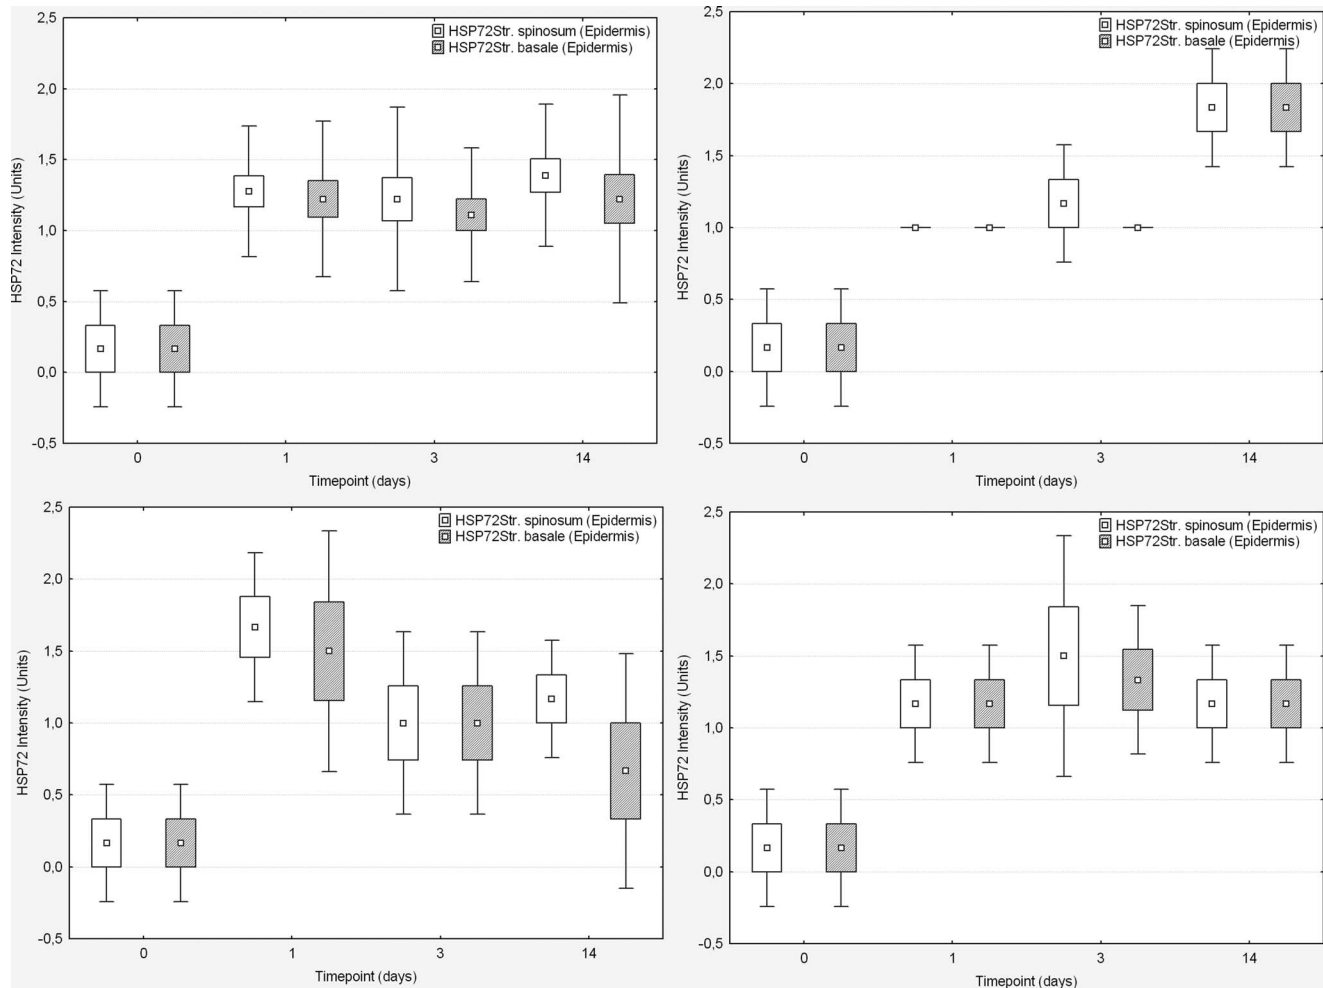 2,5
HSP72Str. spinosum (Epidermis)
HSP72Str. basale (Epidermis)
2,0
1,5
1,0
0,5
0,0
-0,5
HSP72 Intensity (Units)
0 1 3 14
Timepoint (days)
2,5
HSP72Str. spinosum (Epidermis)
HSP72Str. basale (Epidermis)
2,0
1,5
1,0
0,5
0,0
-0,5
HSP72 Intensity (Units)
0 1 3 14
Timepoint (days)
2,5
HSP72Str. spinosum (Epidermis)
HSP72Str. basale (Epidermis)
2,0
1,5
1,0
0,5
0,0
-0,5
HSP72 Intensity (Units)
0 1 3 14
Timepoint (days)
2,5
HSP72Str. spinosum (Epidermis)
HSP72Str. basale (Epidermis)
2,0
1,5
1,0
0,5
0,0
-0,5
HSP72 Intensity (Units)
0 1 3 14
Timepoint (days)